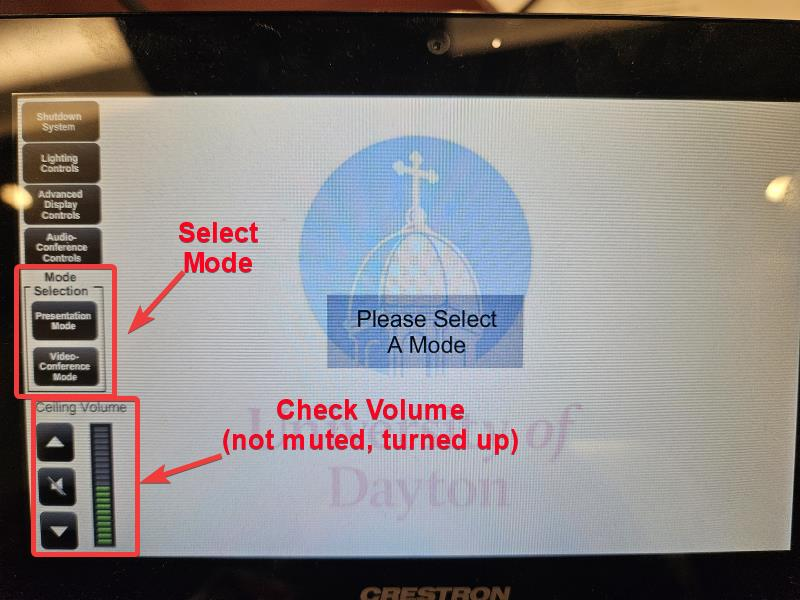 Shutdown
System
Lighting
Controls
Advanced
Display
Controls
Audio-
Conference
Controls
Mode
Selection
Presentation
Mode
Video-
Conference
Mode
Ceiling Volume
Select
Mode
Please Select
A Mode
Check Volume
(not muted, turned up)
University of
Dayton
CRESTRON